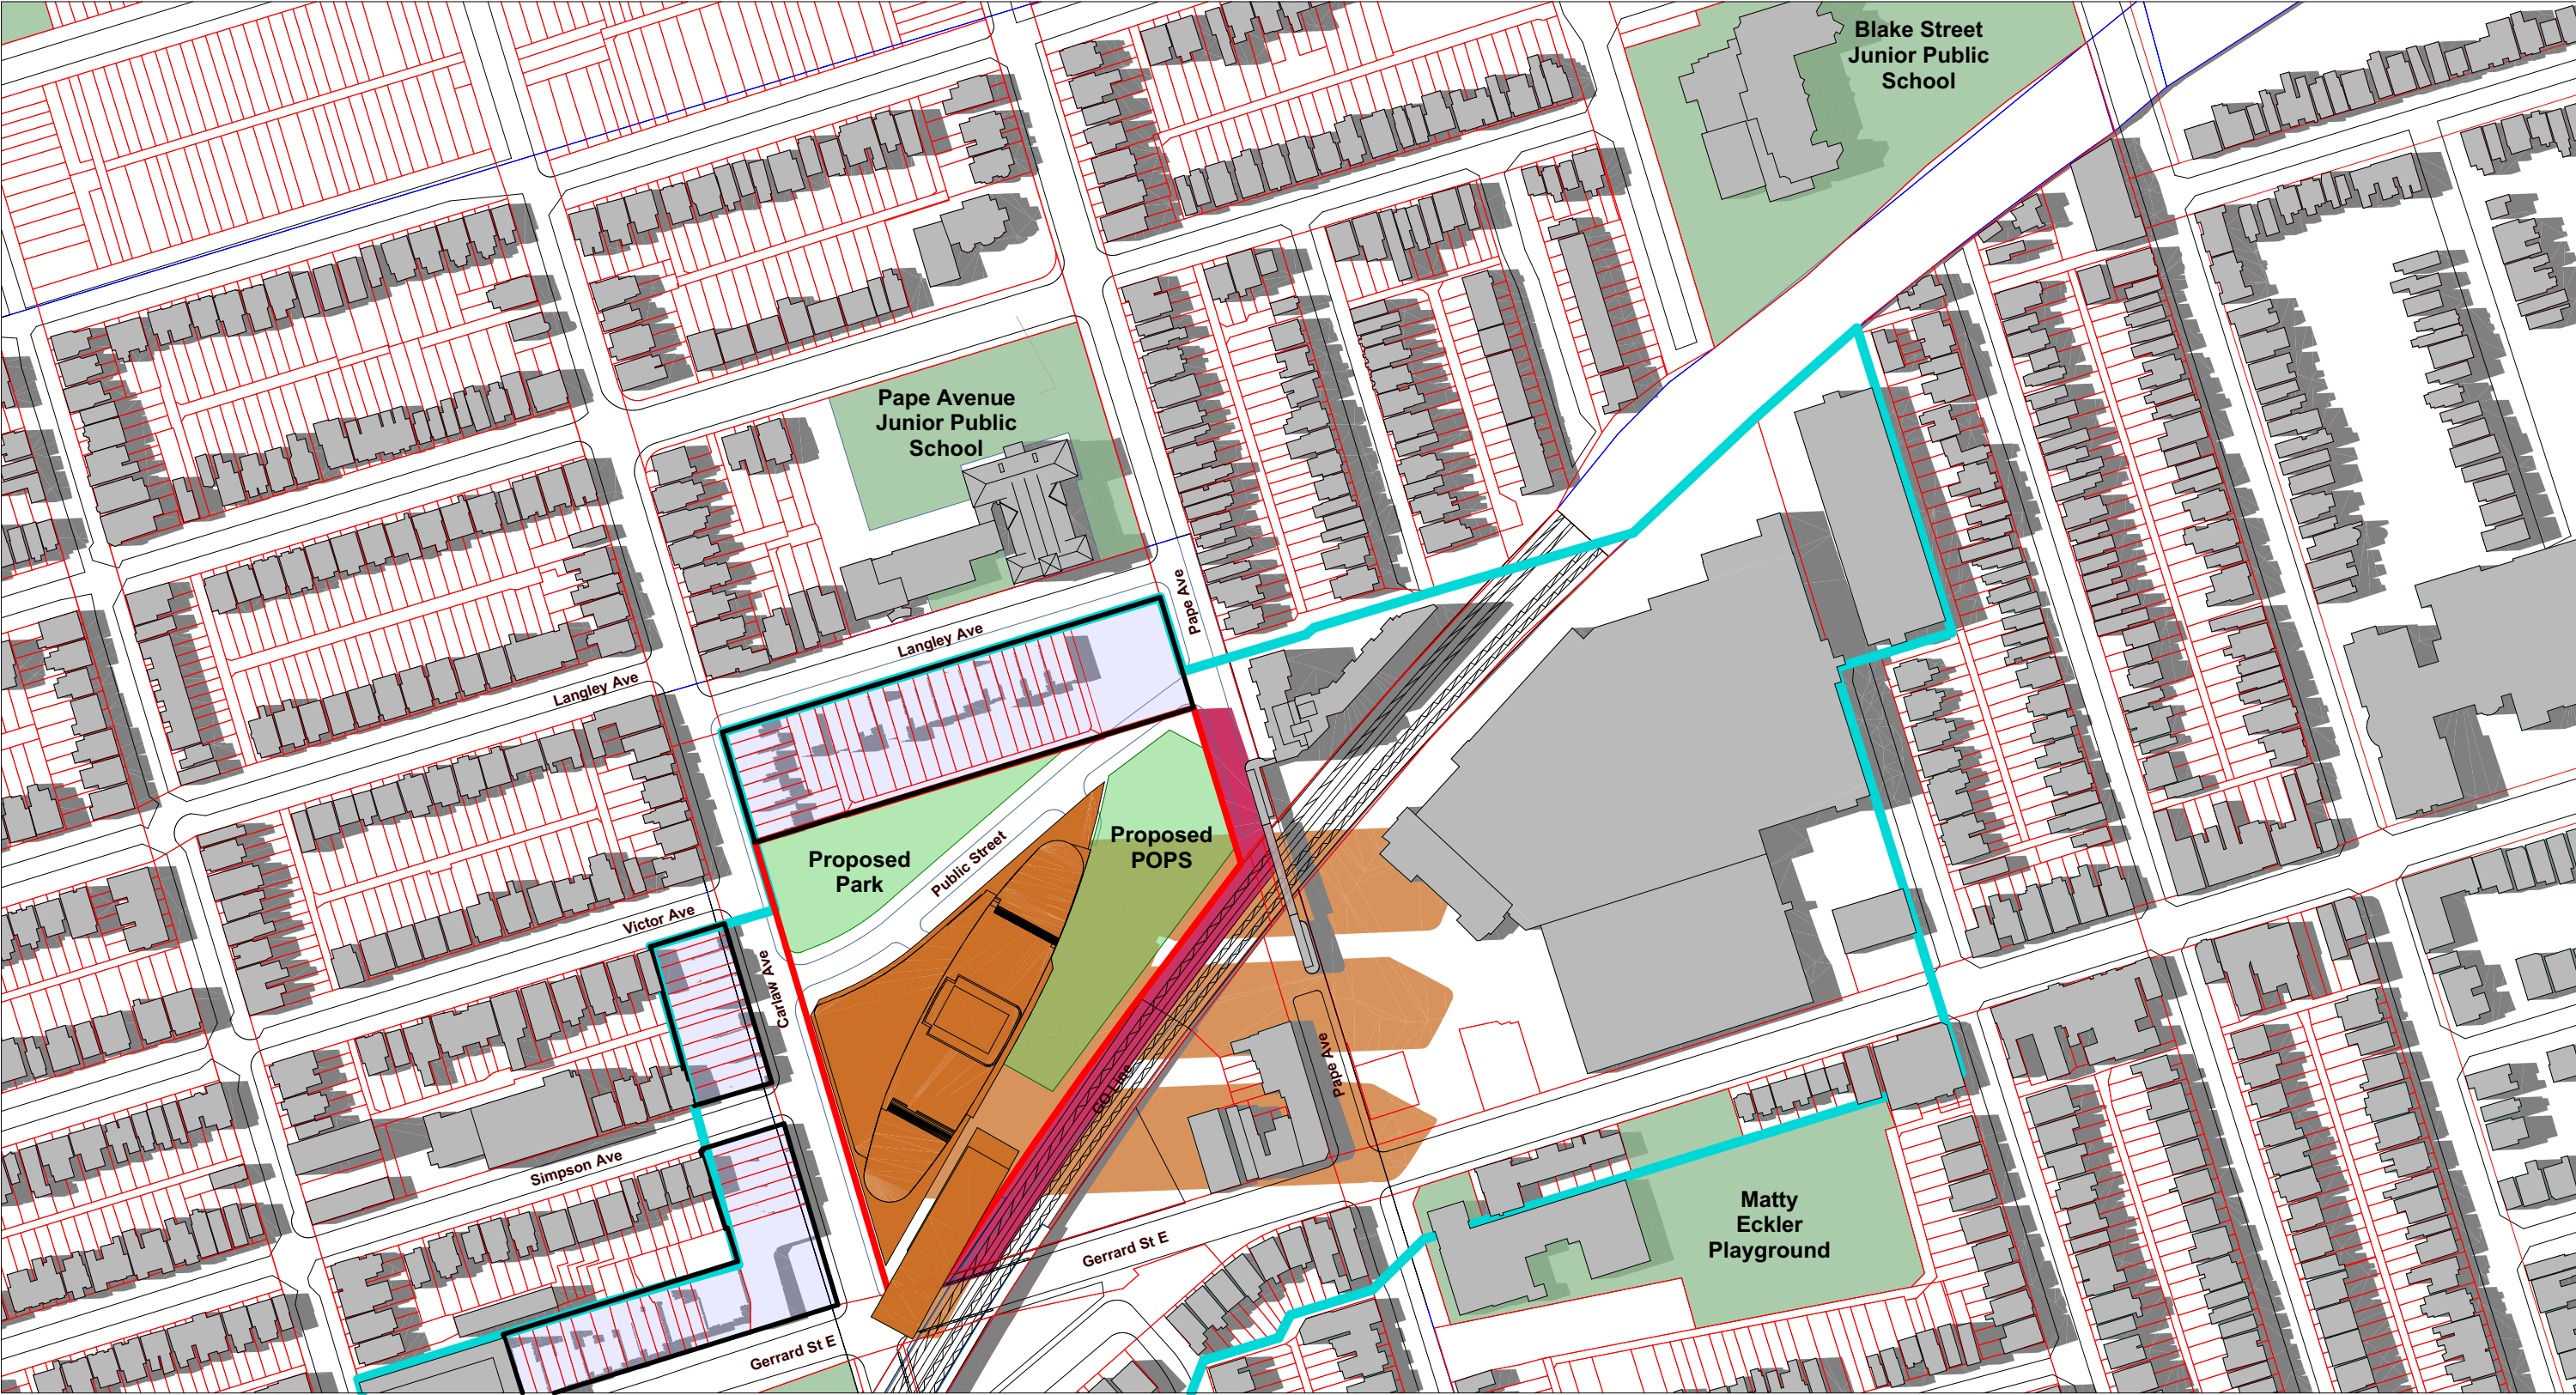 Blake Street
Junior Public
School
Pape Avenue
Junior Public
School
Pape Ave
Langley Ave
Langley Ave
Proposed
Park
Public Street
Proposed
POPS
Victor Ave
Carlaw Ave
GO Line
Pape Ave
Simpson Ave
Matty
Eckler
Playground
Gerrard St E
Gerrard St E